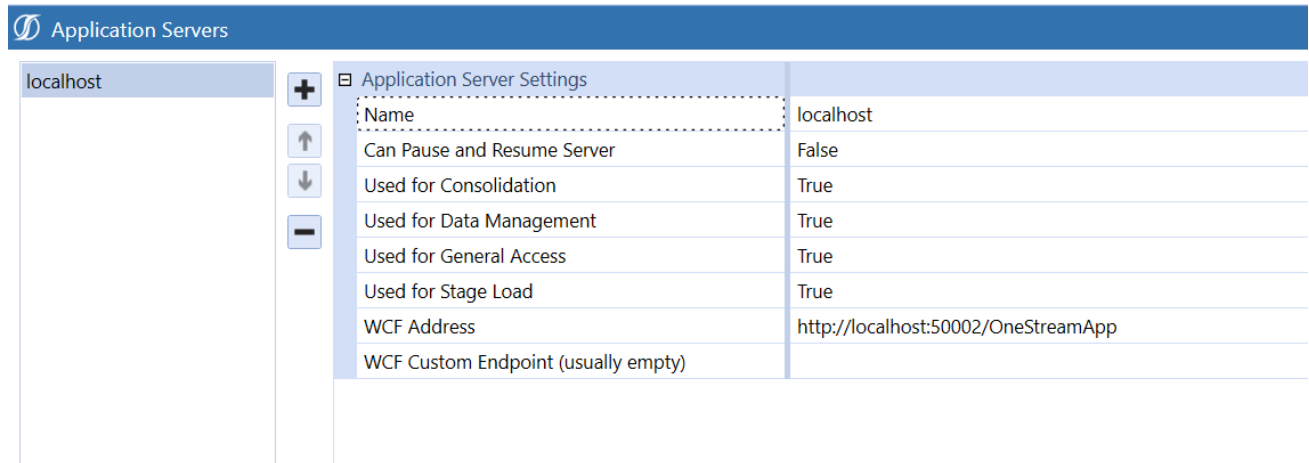 Application Servers
localhost
Application Server Settings
Name localhost
Can Pause and Resume Server False
Used for Consolidation True
Used for Data Management True
Used for General Access True
Used for Stage Load True
WCF Address http://localhost:50002/OneStreamApp
WCF Custom Endpoint (usually empty)